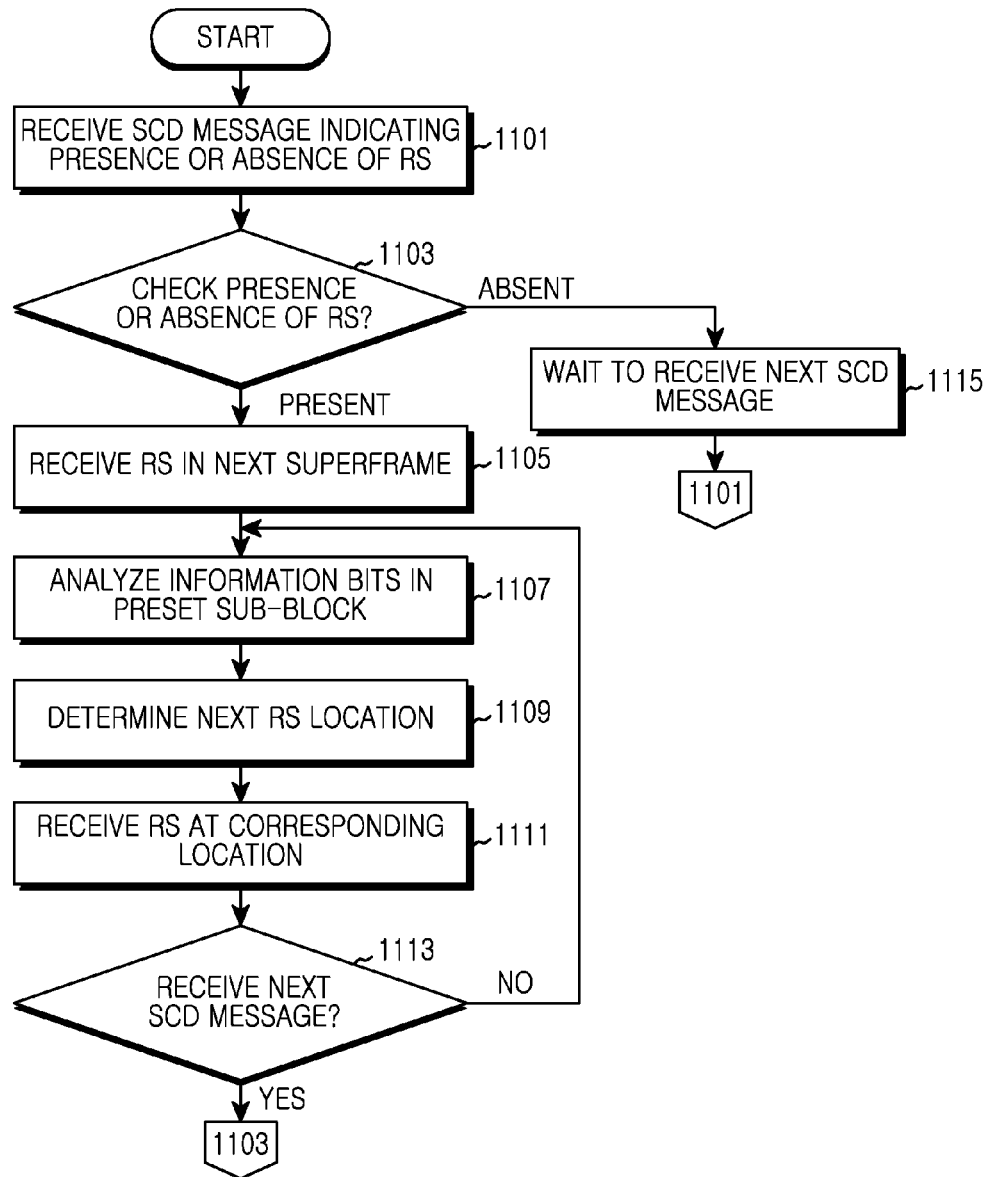 START
RECEIVE SCD MESSAGE INDICATING
PRESENCE OR ABSENCE OF RS
1101
1103
CHECK PRESENCE
OR ABSENCE OF RS?
ABSENT
PRESENT
WAIT TO RECEIVE NEXT SCD
MESSAGE
1115
1101
RECEIVE RS IN NEXT SUPERFRAME
1105
ANALYZE INFORMATION BITS IN
PRESET SUB-BLOCK
1107
DETERMINE NEXT RS LOCATION
1109
RECEIVE RS AT CORRESPONDING
LOCATION
1111
1113
RECEIVE NEXT
SCD MESSAGE?
NO
YES
1103